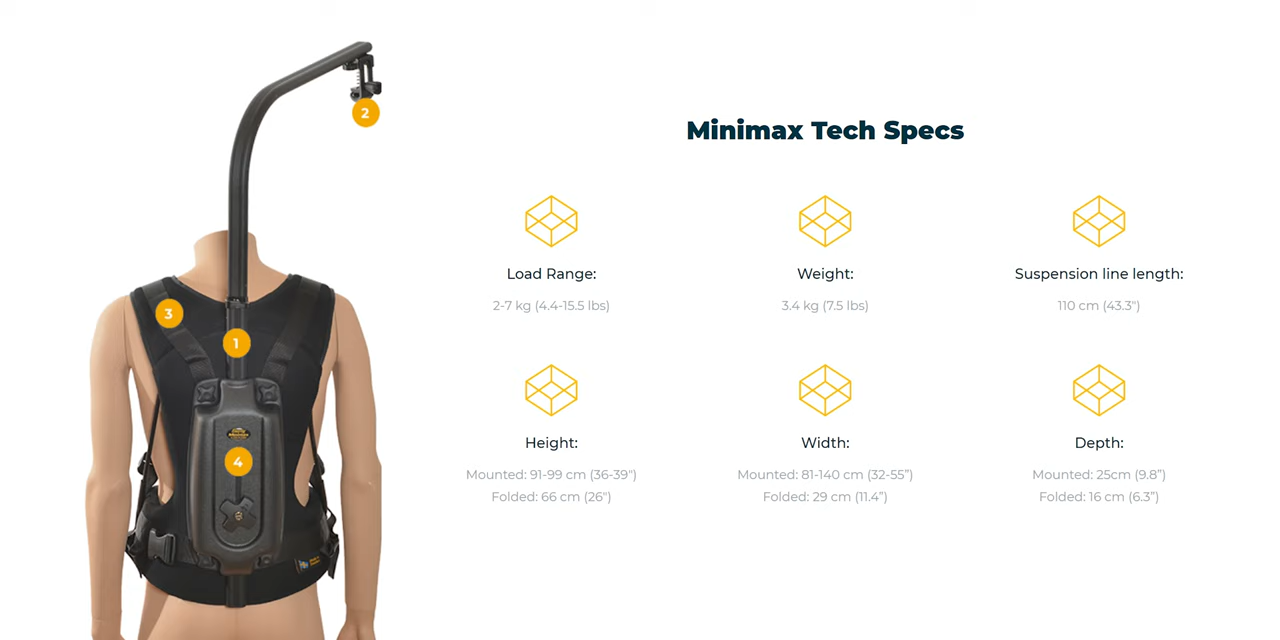 2
3
1
4
Minimax Tech Specs
Load Range:
2-7 kg (4.4-15.5 lbs)
Weight:
3.4 kg (7.5 lbs)
Suspension line length:
110 cm (43.3")
Height:
Mounted: 91-99 cm (36-39")
Folded: 66 cm (26")
Width:
Mounted: 81-140 cm (32-55”)
Folded: 29 cm (11.4”)
Depth:
Mounted: 25cm (9.8”)
Folded: 16 cm (6.3”)